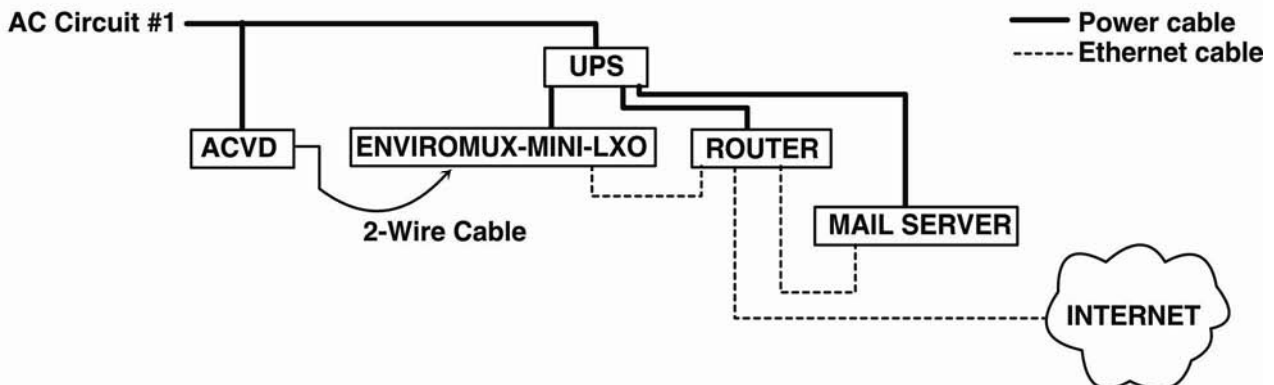 AC Circuit #1
Power cable
Ethernet cable
UPS
ACVD
ENVIROMUX-MINI-LXO
ROUTER
2-Wire Cable
MAIL SERVER
INTERNET